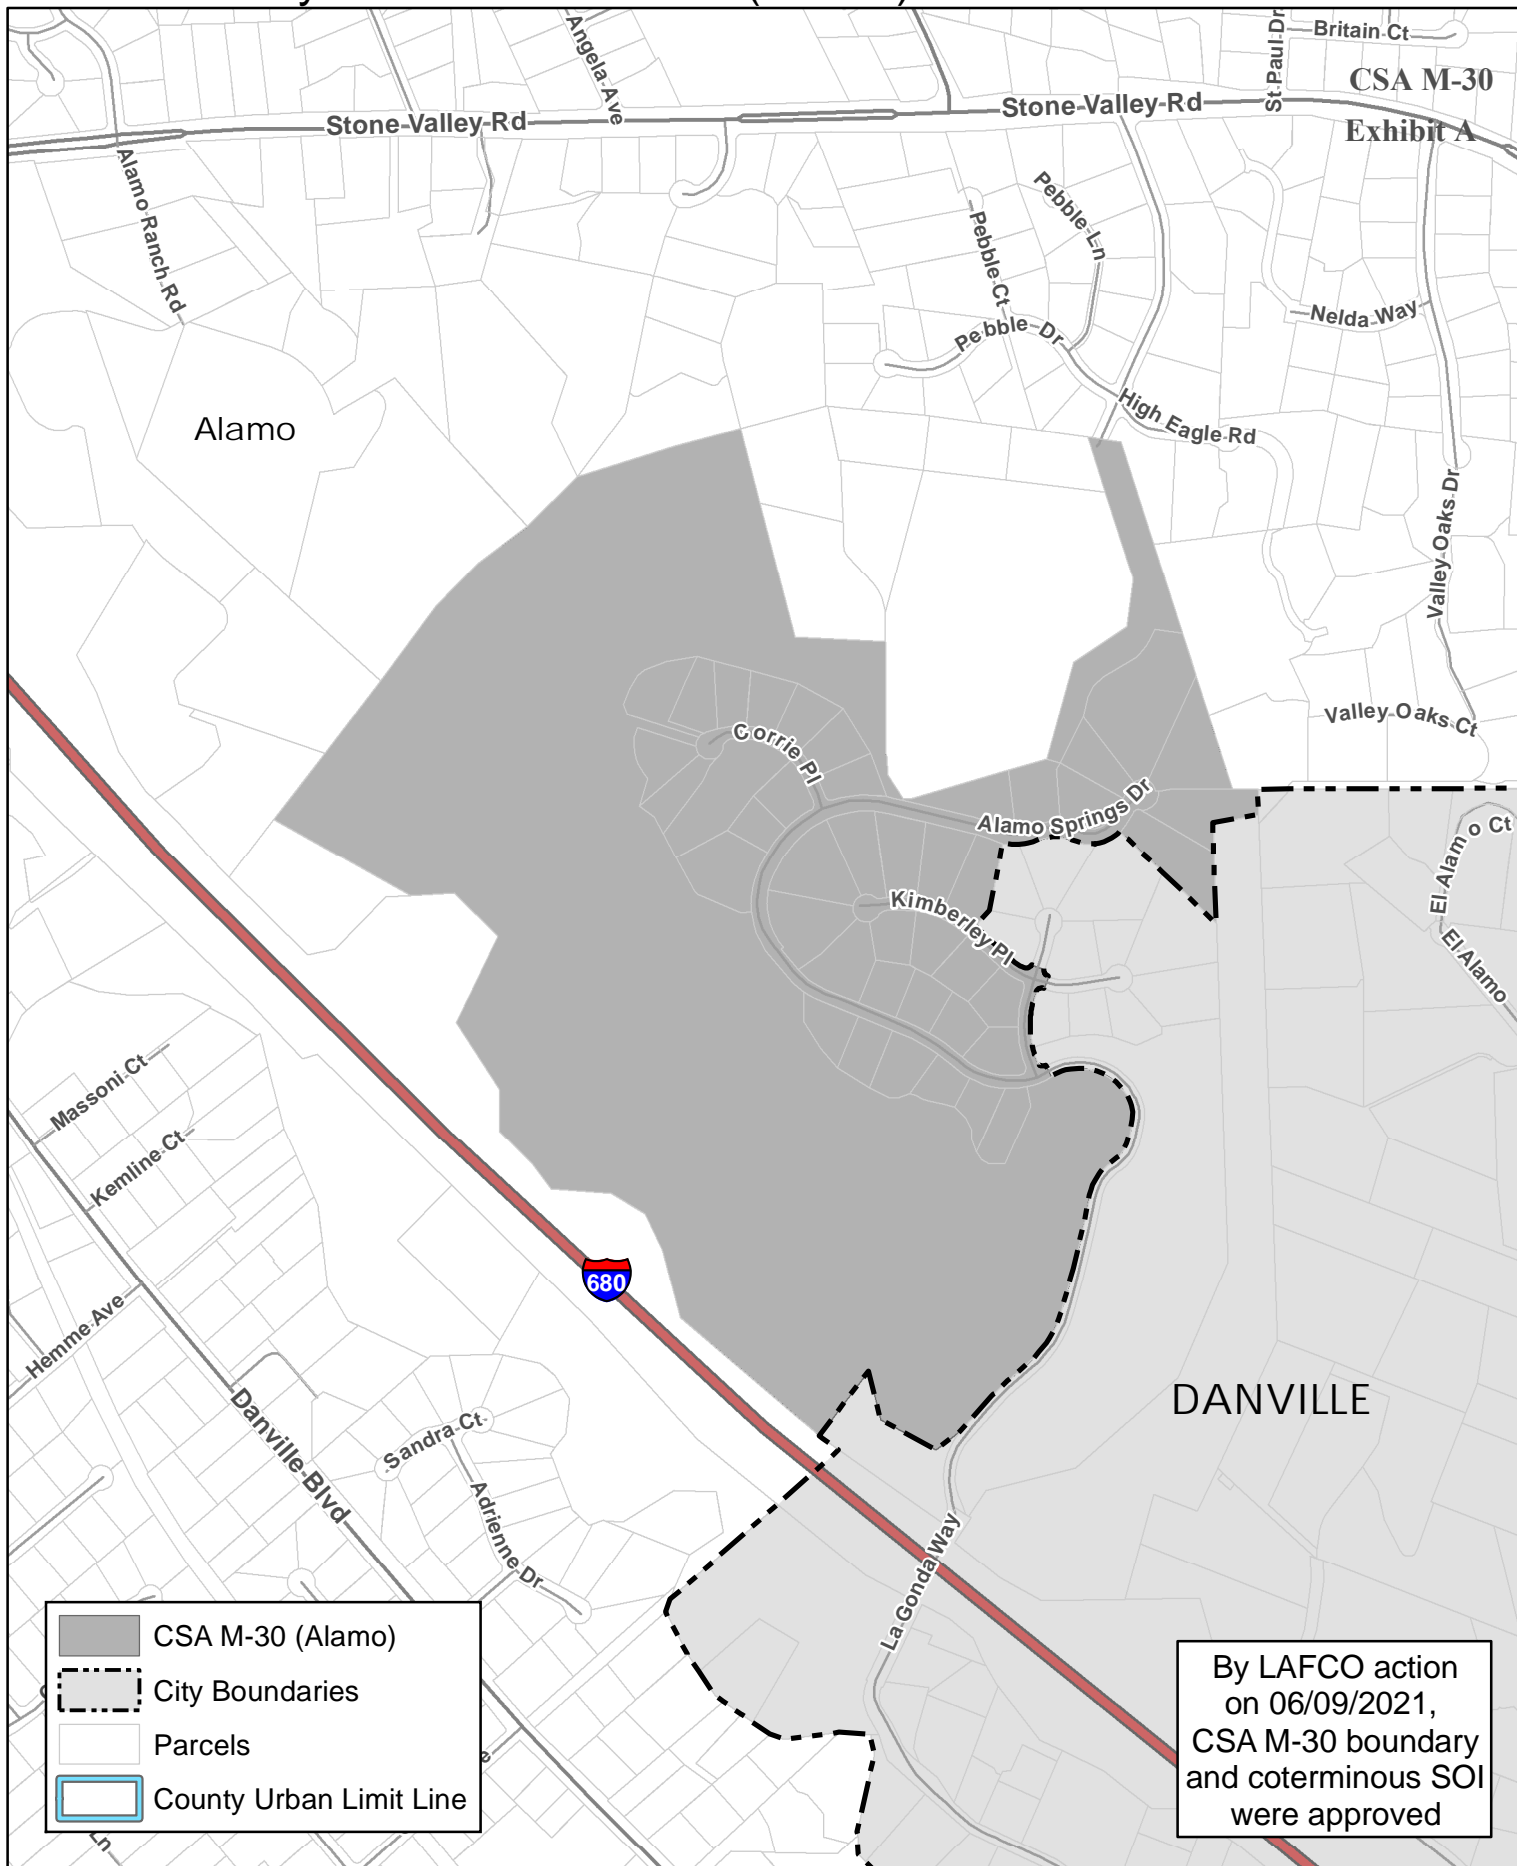 Britain Ct
St Paul Dr
Angela Ave
CSA M-30
Exhibit A
Stone Valley Rd
Stone Valley Rd
Alamo Ranch Rd
Pebble Ln
Pebble Ct
Pebble Dr
Nelda Way
High Eagle Rd
Alamo
Valley Oaks Dr
Valley Oaks Ct
Corrie Pl
Alamo Springs Dr
El Alamo Ct
Kimberley Pl
El Alamo
Massoni Ct
Kemline Ct
680
Hemme Ave
DANVILLE
Danville Blvd
Sandra Ct
Adrienne Dr
La Gonda Way
CSA M-30 (Alamo)
City Boundaries
Parcels
County Urban Limit Line
Ln
By LAFCO action
on 06/09/2021,
CSA M-30 boundary
and coterminous SOI
were approved